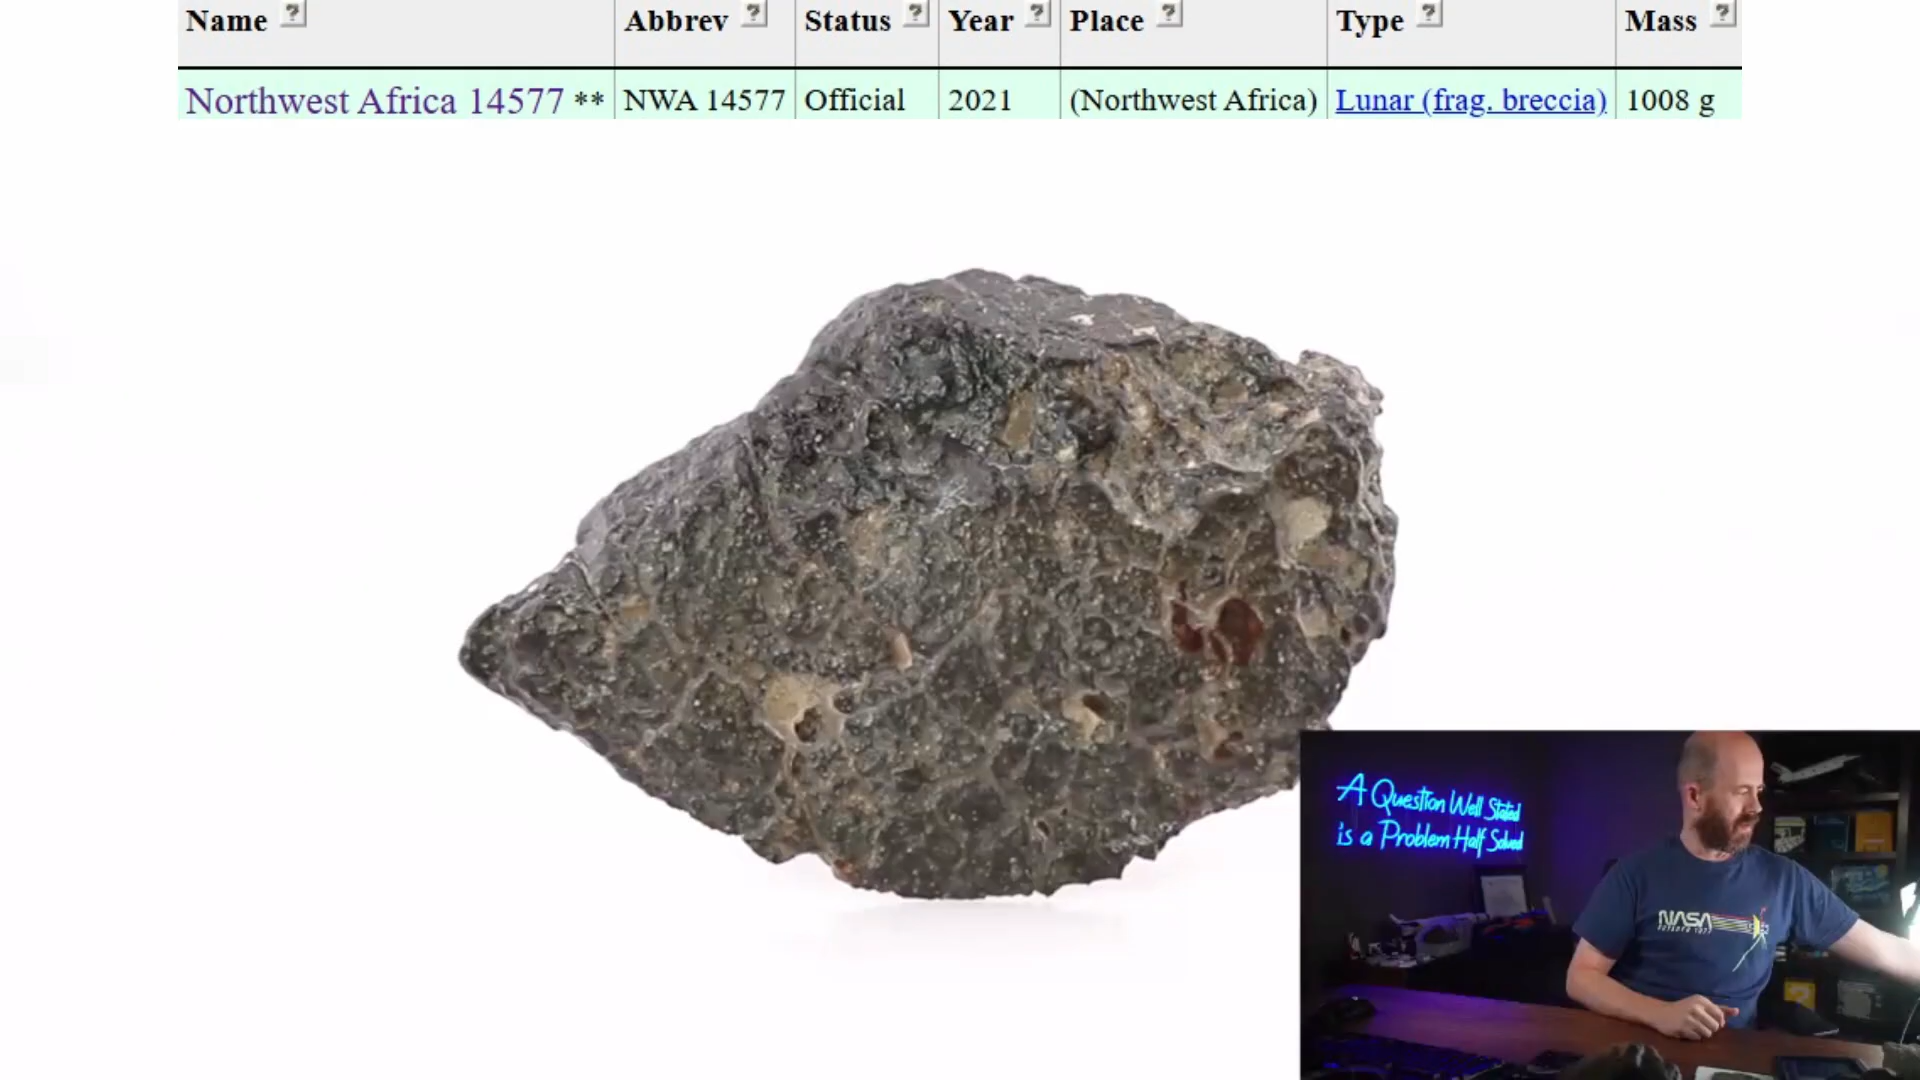 Name ? Abbrev ? Status ? Year ? Place ? Type ? Mass ?
Northwest Africa 14577 ** NWA 14577 Official 2021 (Northwest Africa) Lunar (frag. breccia) 1008 g
A Question Well Stated
is a Problem Half Solved
NASA
?